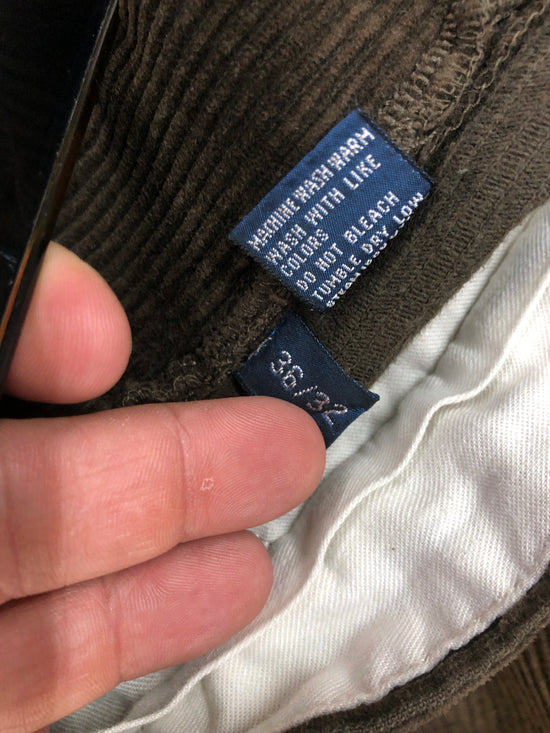 MACHINE WASH WARM
WASH WITH LIKE
COLORS
DO NOT BLEACH
TUMBLE DRY LOW
36/32